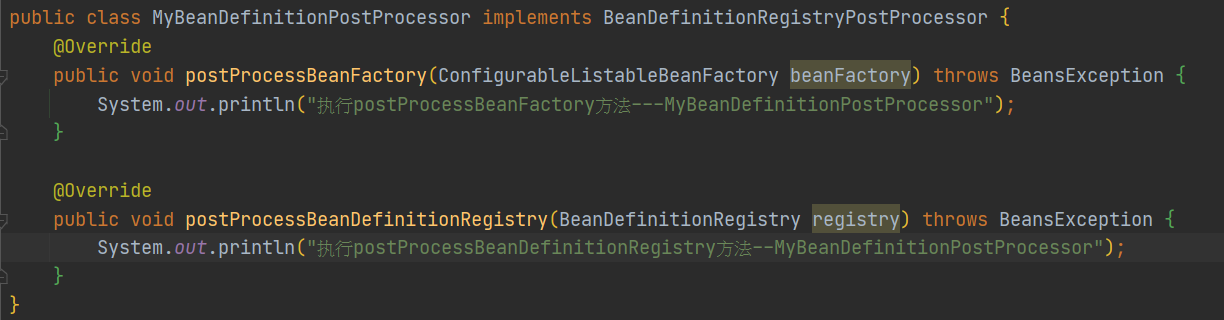 public class MyBeanDefinitionPostProcessor implements BeanDefinitionRegistryPostProcessor {
@Override
public void postProcessBeanFactory(ConfigurableListableBeanFactory beanFactory) throws BeansException {
System.out.println("执行postProcessBeanFactory方法---MyBeanDefinitionPostProcessor");
}
@Override
public void postProcessBeanDefinitionRegistry(BeanDefinitionRegistry registry) throws BeansException {
System.out.println("执行postProcessBeanDefinitionRegistry方法--MyBeanDefinitionPostProcessor");
}
}